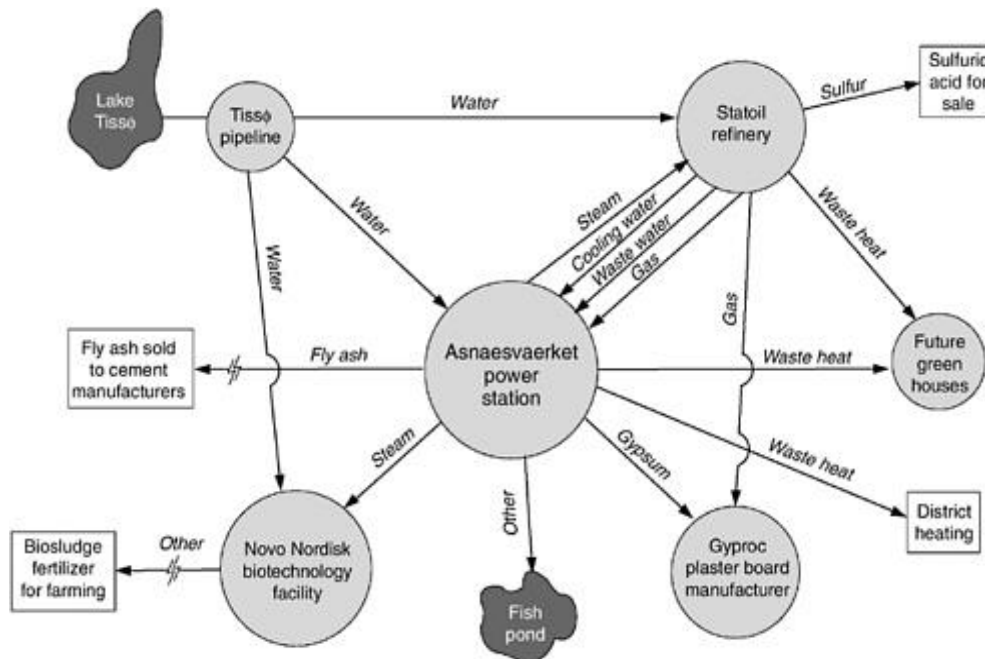 Lake
Tissø
Tissø
pipeline
Water
Statoil
refinery
Sulfur
Sulfuric
acid for
sale
Water
Water
Steam
Cooling water
Waste water
Gas
Gas
Waste heat
Fly ash sold
to cement
manufacturers
Fly ash
Asnaesvaerket
power
station
Waste heat
Future
green
houses
Steam
Other
Gypsum
Waste heat
District
heating
Biosludge
fertilizer
for farming
Other
Novo Nordisk
biotechnology
facility
Fish
pond
Gyproc
plaster board
manufacturer